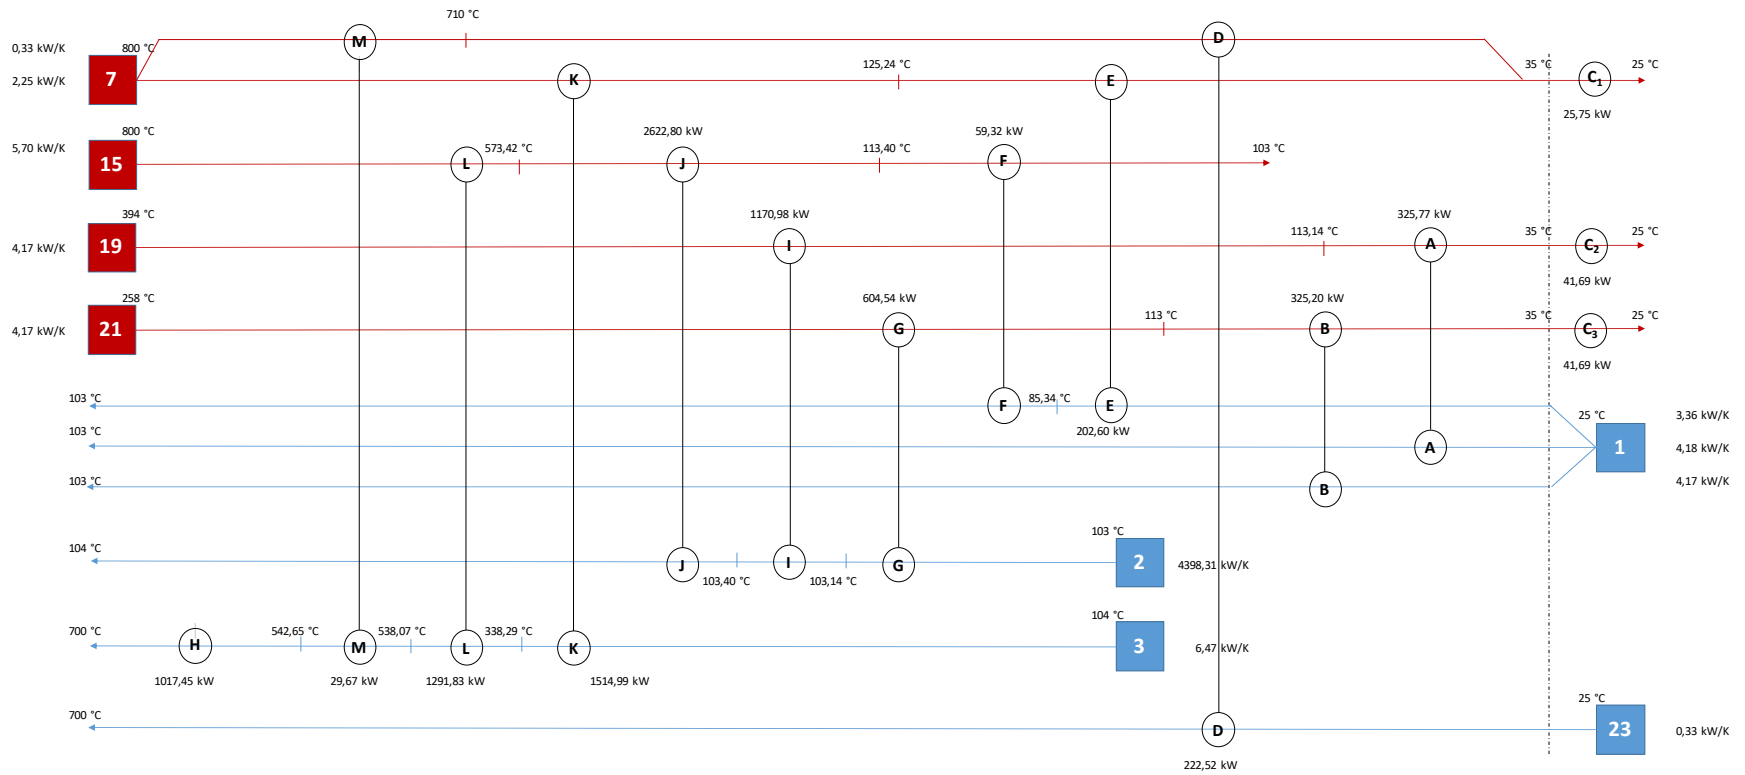 710 °C
M
D
0,33 kW/K
800 °C
7
2,25 kW/K
K
125,24 °C
E
35 °C
C1
25 °C
25,75 kW
800 °C
5,70 kW/K
15
L
573,42 °C
2622,80 kW
J
113,40 °C
59,32 kW
F
103 °C
394 °C
4,17 kW/K
19
1170,98 kW
I
113,14 °C
325,77 kW
A
35 °C
C2
25 °C
41,69 kW
258 °C
4,17 kW/K
21
604,54 kW
G
113 °C
325,20 kW
B
35 °C
C3
25 °C
41,69 kW
103 °C
F
85,34 °C
E
202,60 kW
25 °C
3,36 kW/K
103 °C
A
1
4,18 kW/K
103 °C
B
4,17 kW/K
104 °C
J
103,40 °C
I
103,14 °C
G
103 °C
2
4398,31 kW/K
700 °C
H
542,65 °C
M
538,07 °C
L
338,29 °C
K
104 °C
3
6,47 kW/K
1017,45 kW
29,67 kW
1291,83 kW
1514,99 kW
700 °C
D
25 °C
23
0,33 kW/K
222,52 kW